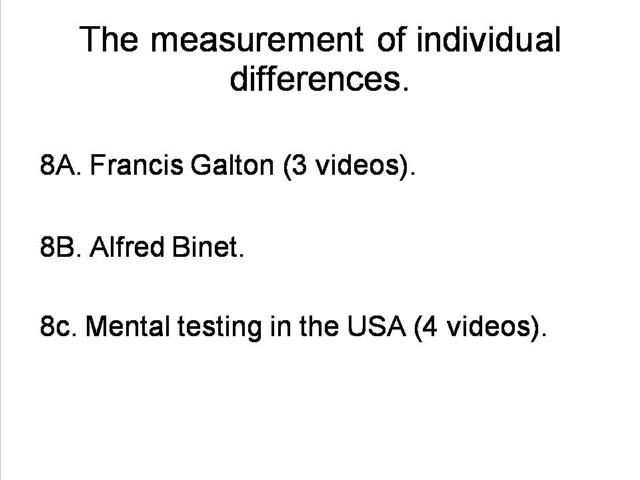 The measurement of individual
differences.
8A. Francis Galton (3 videos).
8B. Alfred Binet.
8c. Mental testing in the USA (4 videos).